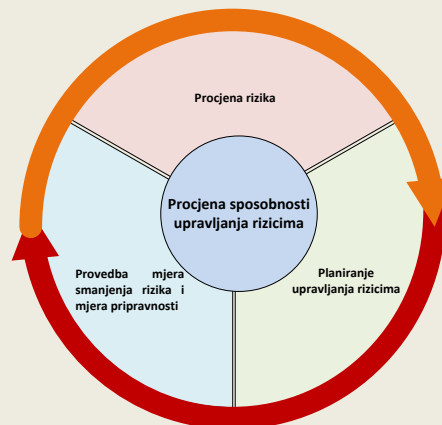 Procjena rizika
Procjena sposobnosti
upravljanja rizicima
Provedba mjera
smanjenja rizika i
mjera pripravnosti
Planiranje
upravljanja rizicima